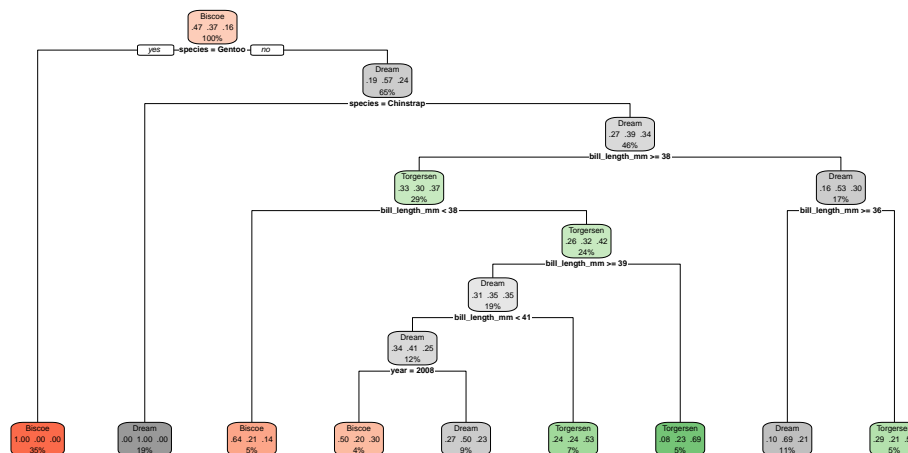 Biscoe
.47 .37 .16
100%
yes species = Gentoo no
Dream
.19 .57 .24
65%
species = Chinstrap
Dream
.27 .39 .34
46%
bill_length_mm >= 38
Torgersen
.33 .30 .37
29%
Dream
.16 .53 .30
17%
bill_length_mm < 38
bill_length_mm >= 36
Torgersen
.26 .32 .42
24%
bill_length_mm >= 39
Dream
.31 .35 .35
19%
bill_length_mm < 41
Dream
.34 .41 .25
12%
year = 2008
Biscoe
1.00 .00 .00
35%
Dream
.00 1.00 .00
19%
Biscoe
.64 .21 .14
5%
Biscoe
.50 .20 .30
4%
Dream
.27 .50 .23
9%
Torgersen
.24 .24 .53
7%
Torgersen
.08 .23 .69
5%
Dream
.10 .69 .21
11%
Torgerse
.29 .21 .
5%